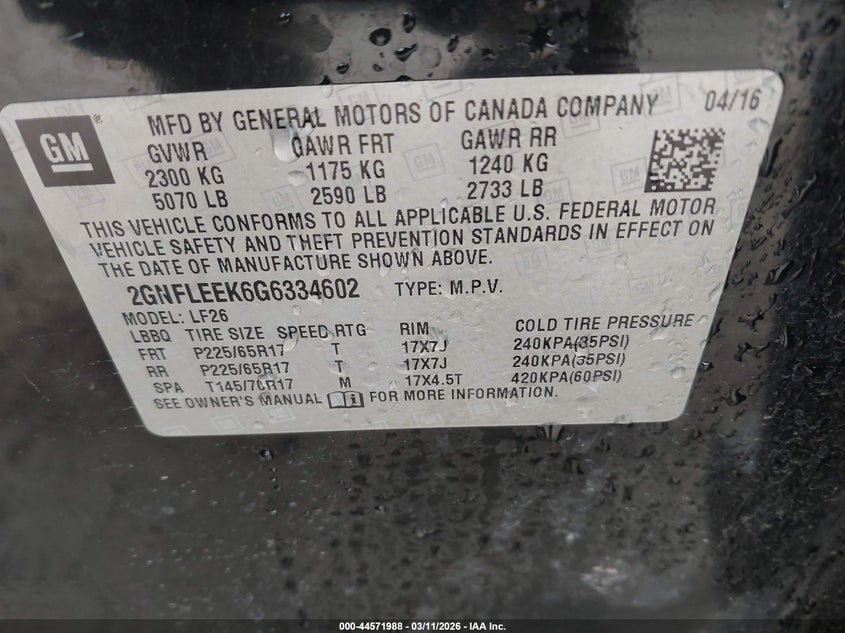 GM ®
MFD BY GENERAL MOTORS OF CANADA COMPANY 04/16
GVWR GAWR FRT GAWR RR
2300 KG 1175 KG 1240 KG
5070 LB 2590 LB 2733 LB
THIS VEHICLE CONFORMS TO ALL APPLICABLE U.S. FEDERAL MOTOR
VEHICLE SAFETY AND THEFT PREVENTION STANDARDS IN EFFECT ON
THE DATE OF MANUFACTURE SHOWN ABOVE.
2GNFLEEK6G6334602 TYPE: M.P.V.
MODEL: LF26
LBBQ TIRE SIZE SPEED RTG RIM COLD TIRE PRESSURE
FRT P225/65R17 T 17X7J 240KPA(35PSI)
RR P225/65R17 T 17X7J 240KPA(35PSI)
SPA T145/70R17 M 17X4.5T 420KPA(60PSI)
SEE OWNER'S MANUAL FOR MORE INFORMATION.
000-44571988 | 03/11/2026 - IAA Inc.